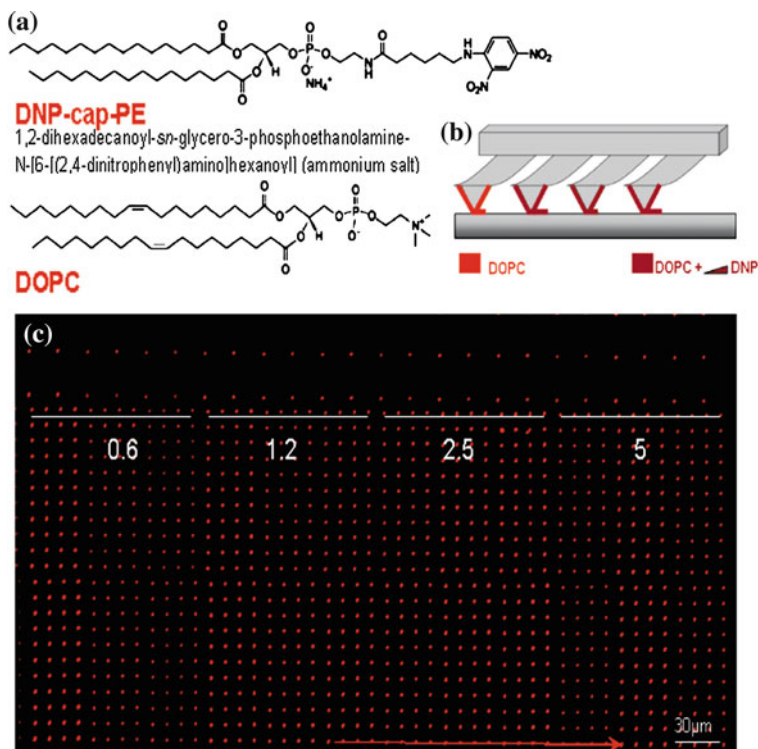 (a)
O
O
O
O
P
O
O
O-
NH4+
O
H
O
N
H
H
N
NO2
O2N
DNP-cap-PE
1,2-dihexadecanoyl-sn-glycero-3-phosphoethanolamine-
N-[6-[(2,4-dinitrophenyl)amino]hexanoyl] (ammonium salt)
O
O
O
O
P
O
O
O-
N+
O
H
O
DOPC
(b)
DOPC
DOPC + DNP
(c)
0.6
1.2
2.5
5
30µm